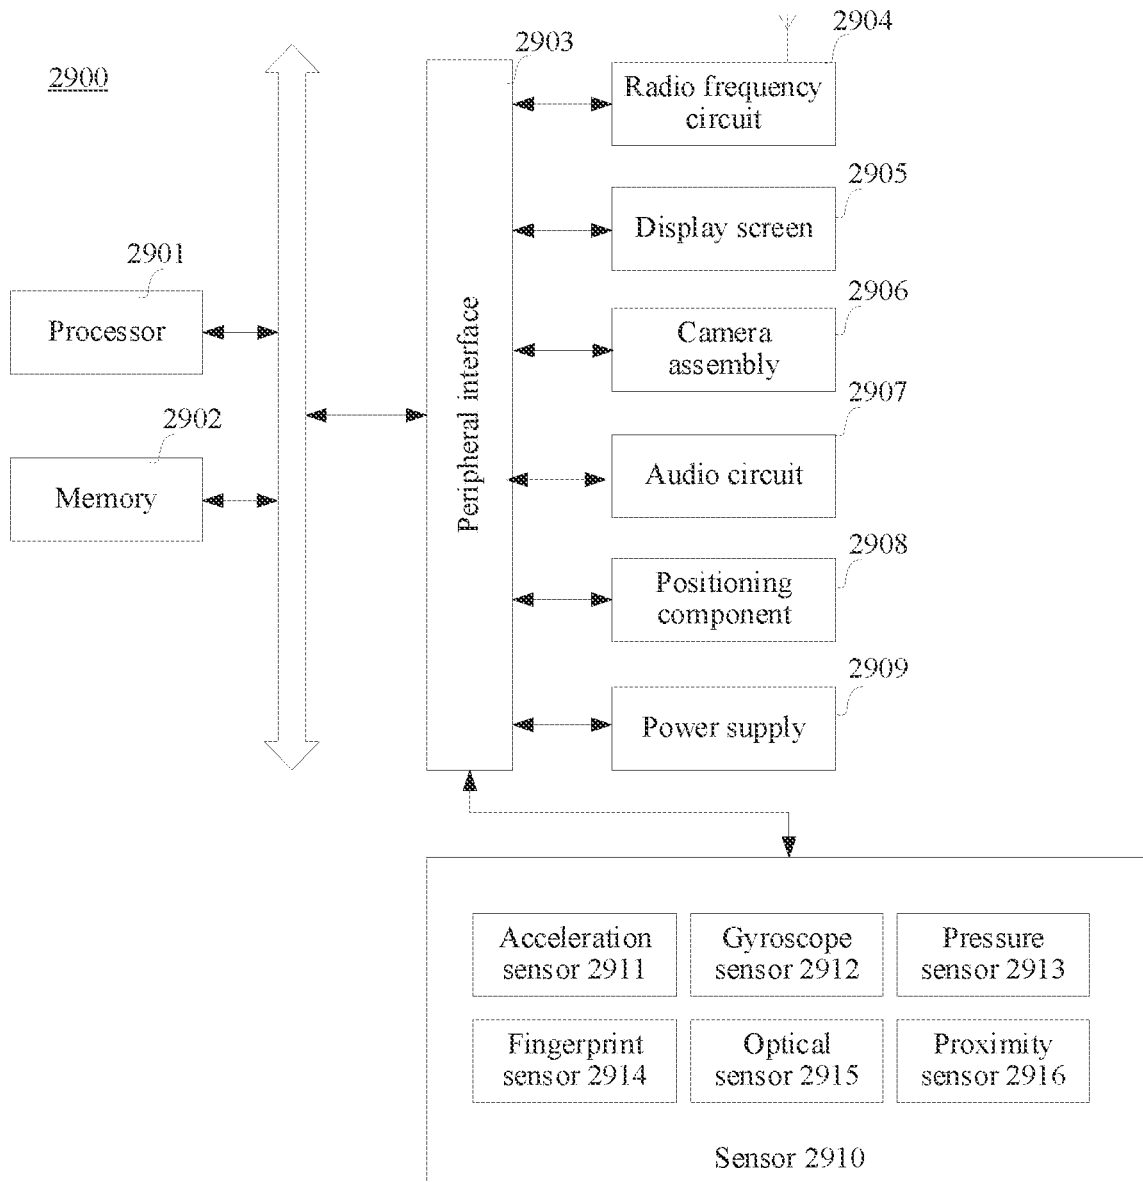 2900
2901
Processor
2902
Memory
2903
Peripheral interface
2904
Radio frequency
circuit
2905
Display screen
2906
Camera
assembly
2907
Audio circuit
2908
Positioning
component
2909
Power supply
Acceleration
sensor 2911
Gyroscope
sensor 2912
Pressure
sensor 2913
Fingerprint
sensor 2914
Optical
sensor 2915
Proximity
sensor 2916
Sensor 2910